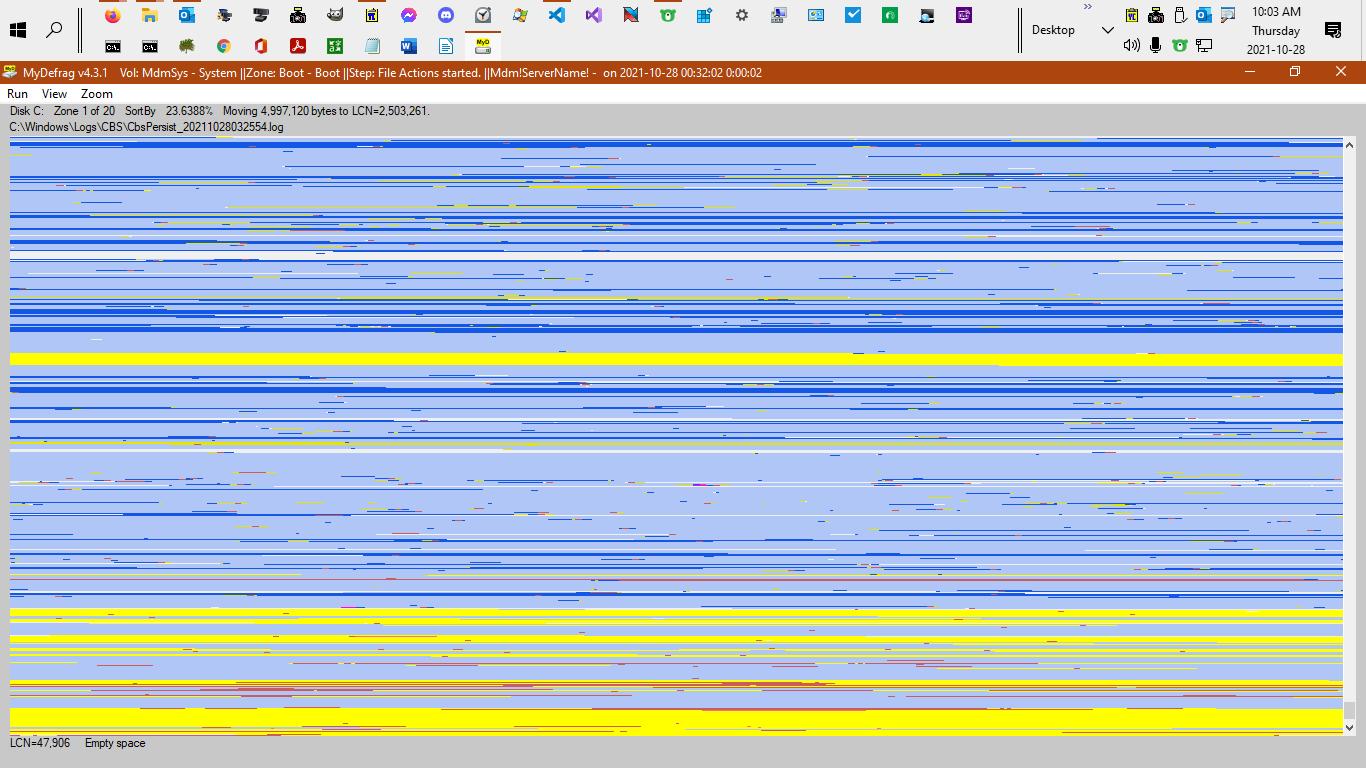 10:03 AM
Desktop
Thursday
2021-10-28
MyDefrag v4.3.1 Vol: MdmSys - System ||Zone: Boot - Boot ||Step: File Actions started. ||Mdm!ServerName! - on 2021-10-28 00:32:02 0:00:02
Run View Zoom
Disk C: Zone 1 of 20 SortBy 23.6388% Moving 4,997,120 bytes to LCN=2,503,261.
C:\Windows\Logs\CBS\CbsPersist_20211028032554.log
LCN=47,906 Empty space